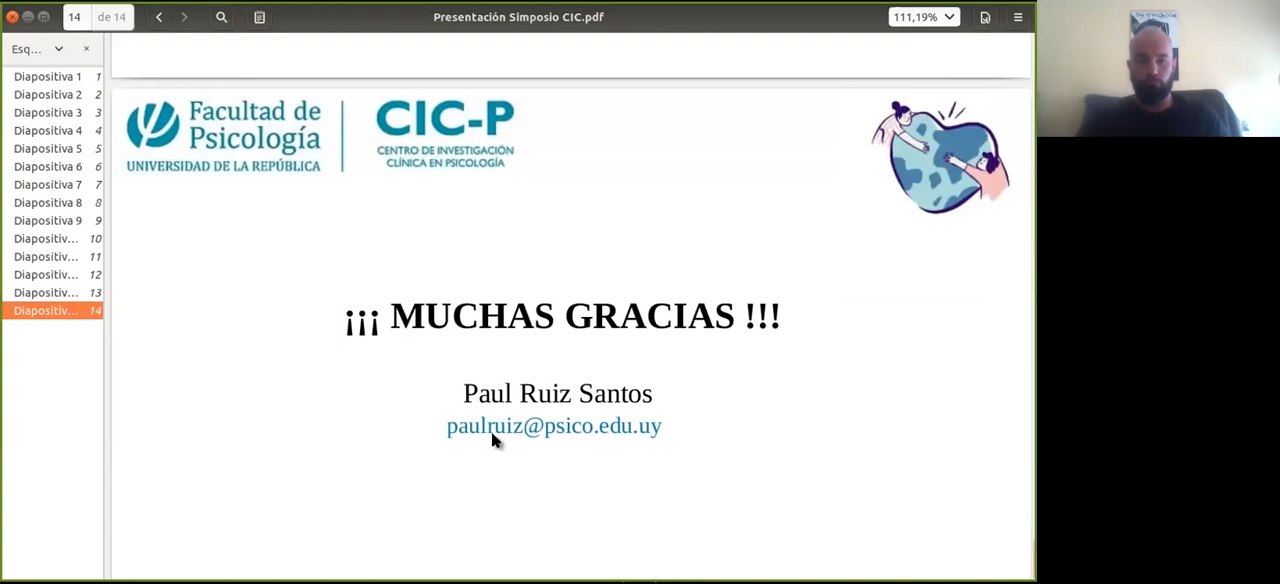 14 de 14
Presentación Simposio CIC.pdf
111,19%
Esq...
Diapositiva 1 1
Diapositiva 2 2
Diapositiva 3 3
Diapositiva 4 4
Diapositiva 5 5
Diapositiva 6 6
Diapositiva 7 7
Diapositiva 8 8
Diapositiva 9 9
Diapositiv... 10
Diapositiv... 11
Diapositiv... 12
Diapositiv... 13
Diapositiv... 14
Facultad de
Psicología
UNIVERSIDAD DE LA REPÚBLICA
CIC-P
CENTRO DE INVESTIGACIÓN
CLÍNICA EN PSICOLOGÍA
¡¡¡ MUCHAS GRACIAS !!!
Paul Ruiz Santos
paulruiz@psico.edu.uy